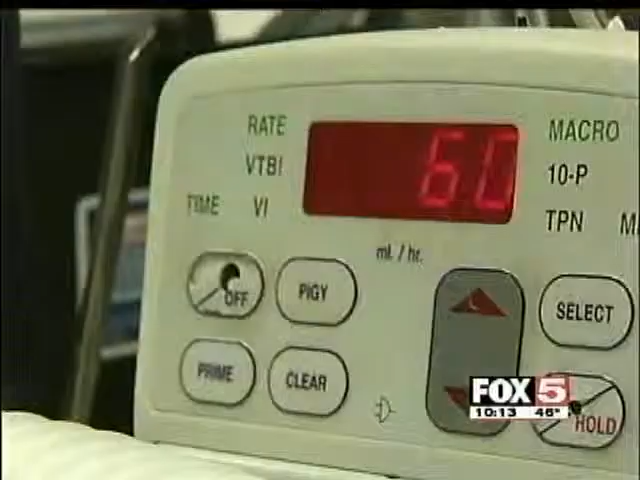 RATE
VTBI
TIME VI
60
MACRO
10-P
TPN
ml / hr.
OFF
PIGY
SELECT
PRIME
CLEAR
HOLD
FOX 5
10:13 46°